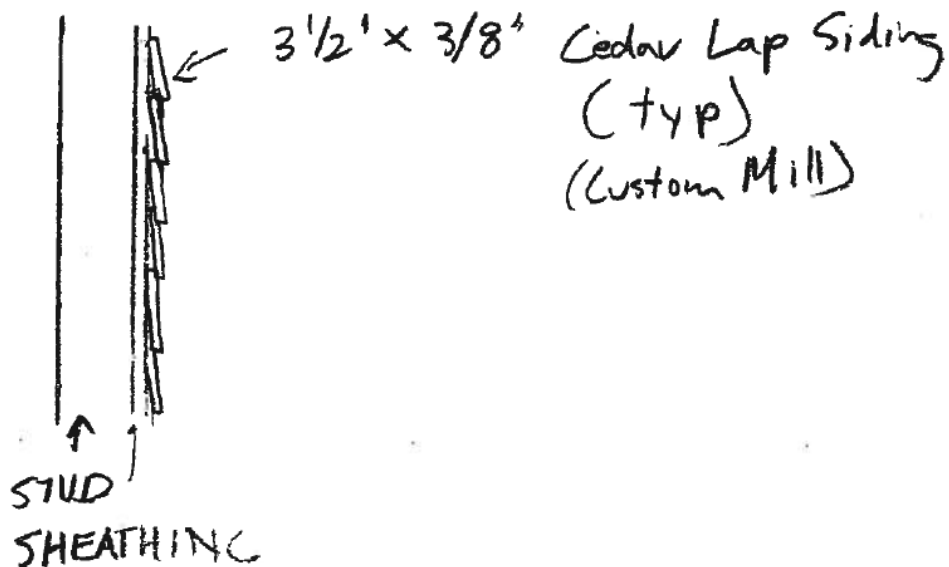 3 1/2' x 3/8" Cedar Lap Siding
(typ)
(Custom Mill)
STUD
SHEATHING